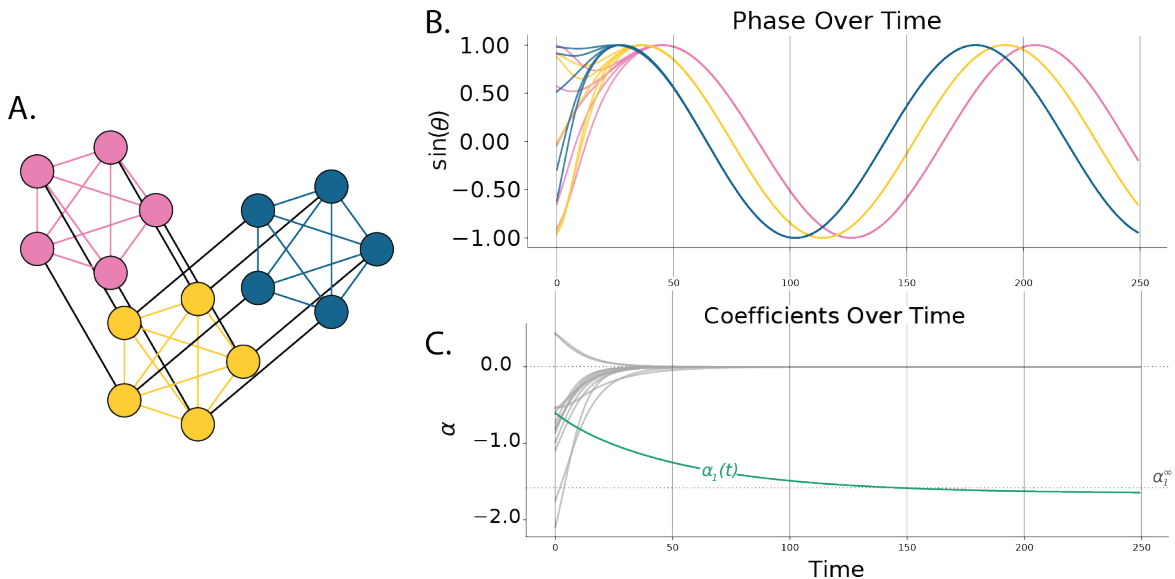 A.
B.
Phase Over Time
sin(θ)
1.00
0.50
0.00
−0.50
−1.00
0 50 100 150 200 250
C.
Coefficients Over Time
α
0.0
−1.0
−2.0
α₁(t)
α₁^∞
0 50 100 150 200 250
Time